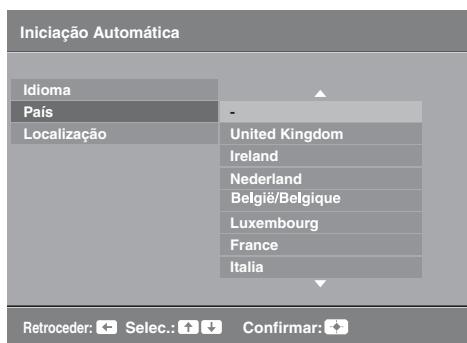 Iniciação Automática
Idioma
País
-
Localização
United Kingdom
Ireland
Nederland
België/Belgique
Luxembourg
France
Italia
Retroceder: Selec.: Confirmar: